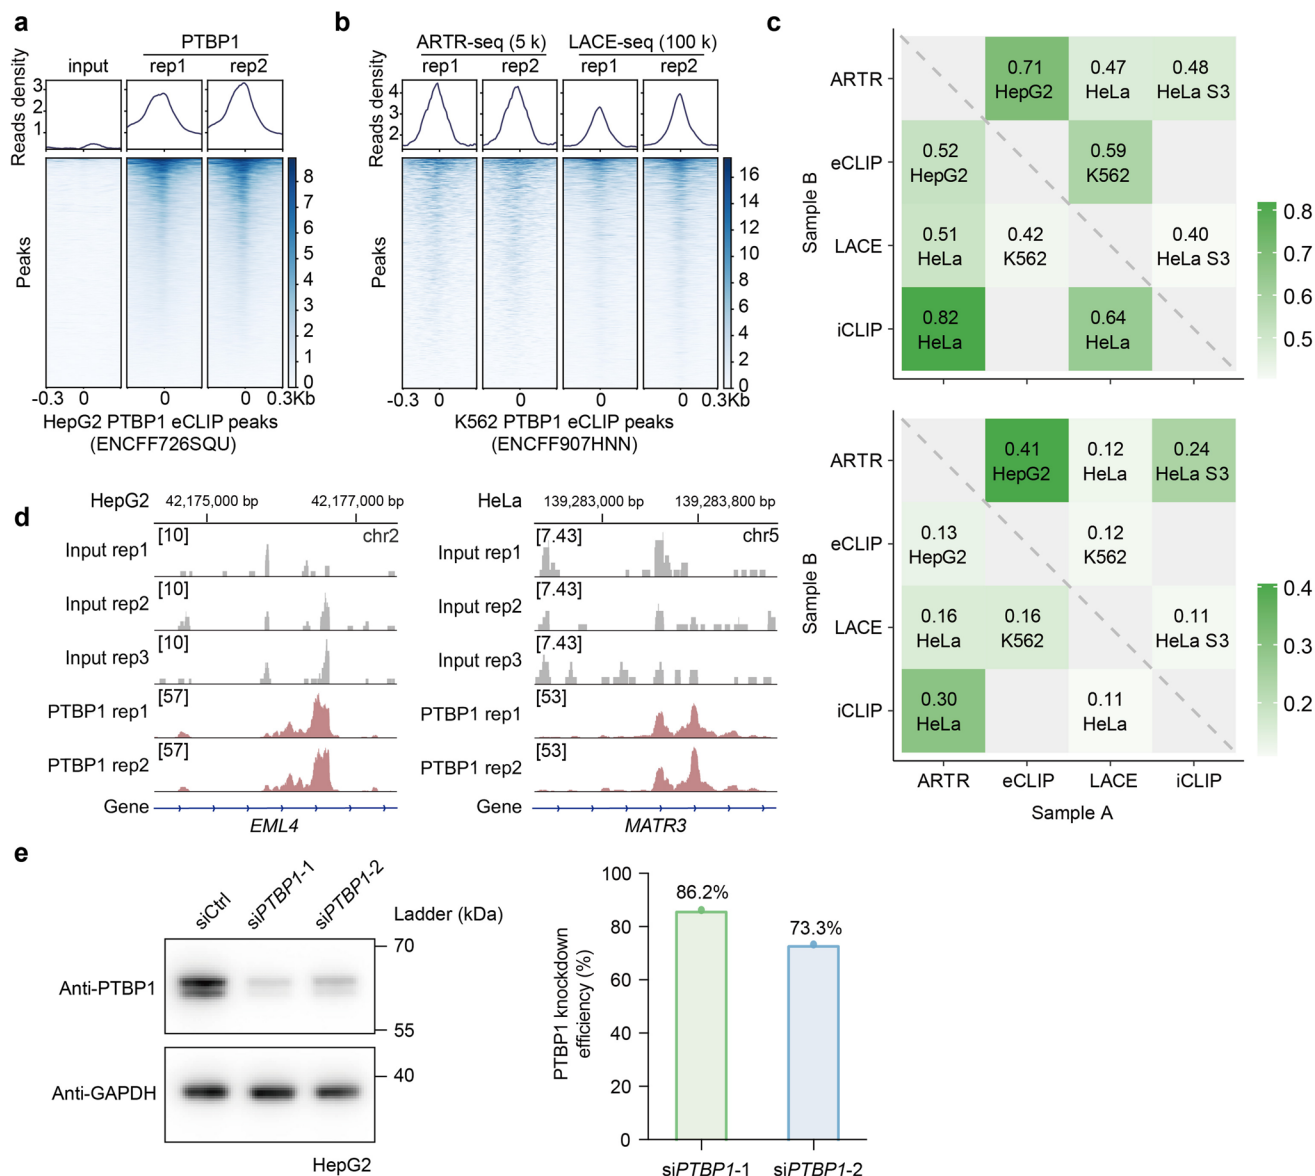 a
PTBP1
input
rep1
rep2
Reads density
3
2
1
Peaks
8
7
6
5
4
3
2
1
0
-0.3
0
0
0
0.3Kb
HepG2 PTBP1 eCLIP peaks
(ENCFF726SQU)
b
ARTR-seq (5 k)
LACE-seq (100 k)
rep1
rep2
rep1
rep2
Reads density
4
3
2
Peaks
16
14
12
10
8
6
4
2
0
-0.3
0
0
0
0
0.3Kb
K562 PTBP1 eCLIP peaks
(ENCFF907HNN)
c
Sample B
ARTR
0.71
HepG2
0.47
HeLa
0.48
HeLa S3
eCLIP
0.52
HepG2
0.59
K562
LACE
0.51
HeLa
0.42
K562
0.40
HeLa S3
iCLIP
0.82
HeLa
0.64
HeLa
0.8
0.7
0.6
0.5
Sample B
ARTR
0.41
HepG2
0.12
HeLa
0.24
HeLa S3
eCLIP
0.13
HepG2
0.12
K562
LACE
0.16
HeLa
0.16
K562
0.11
HeLa S3
iCLIP
0.30
HeLa
0.11
HeLa
0.4
0.3
0.2
ARTR
eCLIP
LACE
iCLIP
Sample A
d
HepG2
42,175,000 bp
42,177,000 bp
chr2
Input rep1
[10]
Input rep2
[10]
Input rep3
[10]
PTBP1 rep1
[57]
PTBP1 rep2
[57]
Gene
EML4
HeLa
139,283,000 bp
139,283,800 bp
chr5
Input rep1
[7.43]
Input rep2
[7.43]
Input rep3
[7.43]
PTBP1 rep1
[53]
PTBP1 rep2
[53]
Gene
MATR3
e
siCtrl
siPTBP1-1
siPTBP1-2
Ladder (kDa)
70
Anti-PTBP1
55
40
Anti-GAPDH
HepG2
PTBP1 knockdown
efficiency (%)
100
80
60
40
20
0
86.2%
73.3%
siPTBP1-1
siPTBP1-2